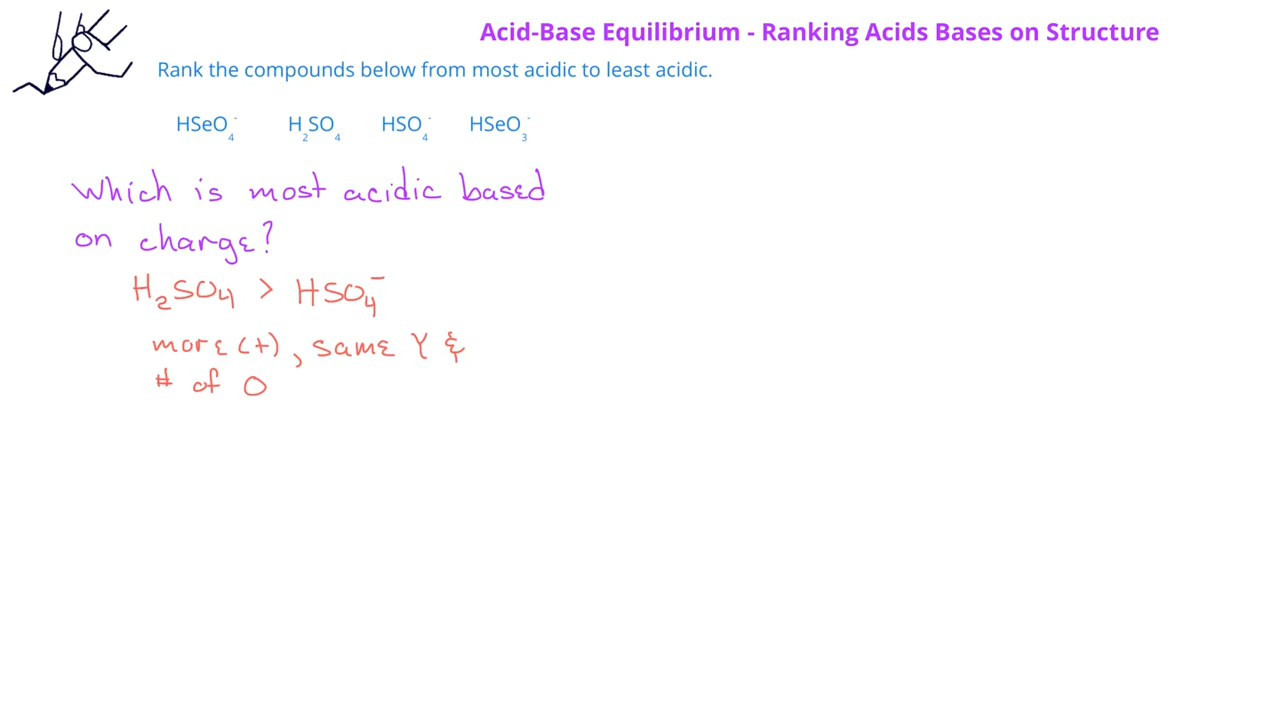 Acid-Base Equilibrium - Ranking Acids Bases on Structure
Rank the compounds below from most acidic to least acidic.
HSeO₄⁻ H₂SO₄ HSO₄⁻ HSeO₃⁻
Which is most acidic based
on charge?
H₂SO₄ > HSO₄⁻
more (+), same Y &
# of O